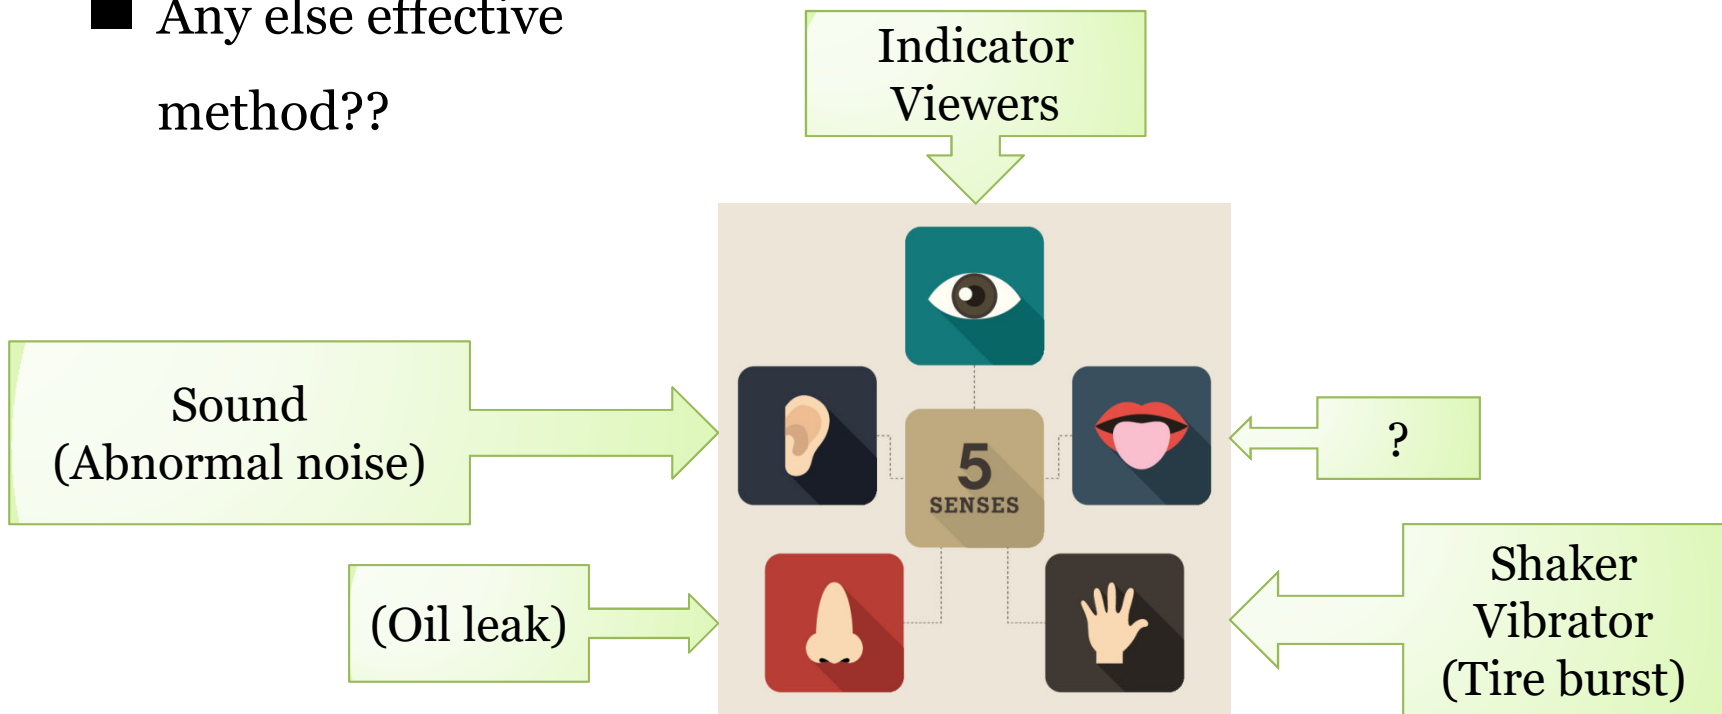 ■ Any else effective
method??
Indicator
Viewers
Sound
(Abnormal noise)
?
5
SENSES
(Oil leak)
Shaker
Vibrator
(Tire burst)